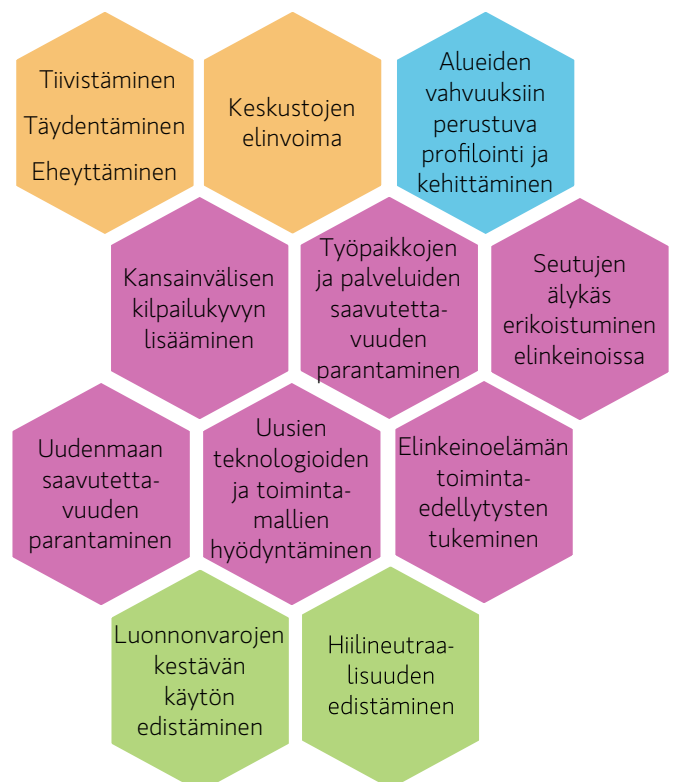 Tiivistäminen
Täydentäminen
Eheyttäminen
Keskustojen
elinvoima
Alueiden
vahvuuksiin
perustuva
profilointi ja
kehittäminen
Kansainvälisen
kilpailukyvyn
lisääminen
Työpaikkojen
ja palveluiden
saavutetta-
vuuden
parantaminen
Seutujen
älykäs
erikoistuminen
elinkeinoissa
Uudenmaan
saavutetta-
vuuden
parantaminen
Uusien
teknologioiden
ja toiminta-
mallien
hyödyntäminen
Elinkeinoelämän
toiminta-
edellytysten
tukeminen
Luonnonvarojen
kestävän
käytön
edistäminen
Hiilineutraa-
lisuuden
edistäminen